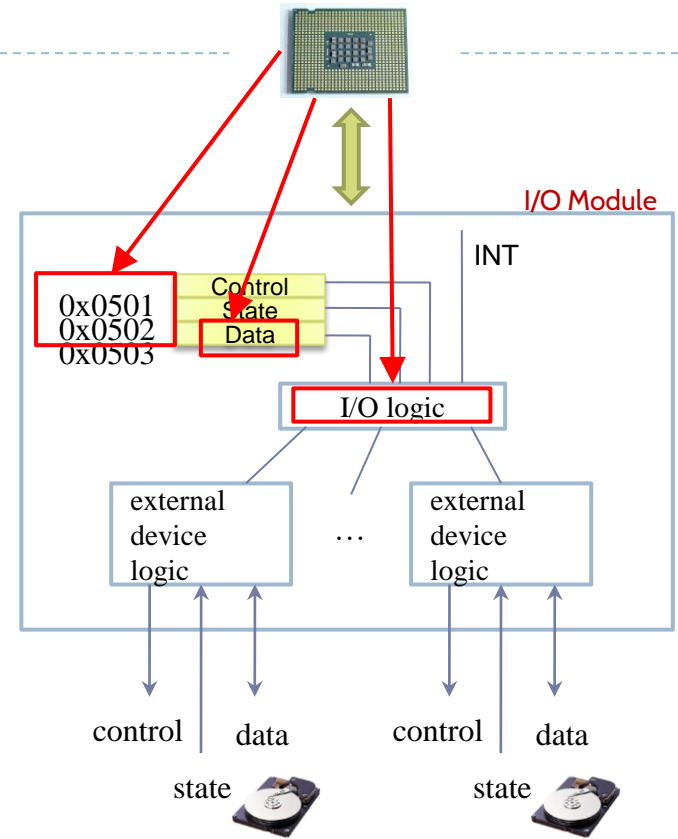 I/O Module
INT
0x0501 Control
0x0502 State
0x0503 Data
I/O logic
external external
device … device
logic logic
control data control data
state state